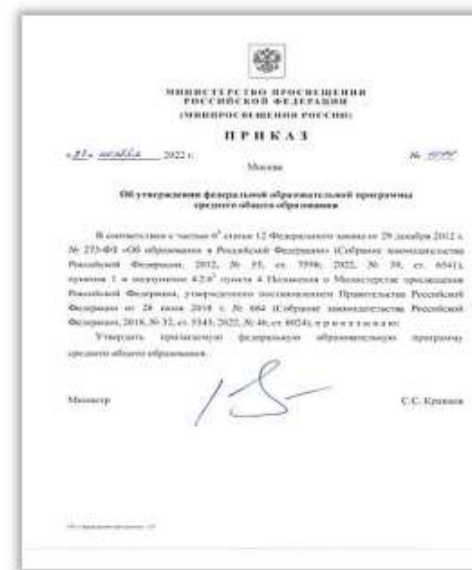 МИНИСТЕРСТВО ПРОСВЕЩЕНИЯ
РОССИЙСКОЙ ФЕДЕРАЦИИ
(МИНПРОСВЕЩЕНИЯ РОССИИ)
ПРИКАЗ
ноября 2022 г. №
Москва
Об утверждении федеральной образовательной программы
среднего общего образования
В соответствии с частью 6⁵ статьи 12 Федерального закона от 29 декабря 2012 г.
№ 273-ФЗ «Об образовании в Российской Федерации» (Собрание законодательства
Российской Федерации, 2012, № 53, ст. 7598; 2022, № 39, ст. 6541),
пунктом 1 и подпунктом пункта 4 Положения о Министерстве просвещения
Российской Федерации, утвержденного постановлением Правительства Российской
Федерации от 28 июля 2018 г. № 884 (Собрание законодательства Российской
Федерации, 2018, № 32, ст. 5343; 2022, № 46, ст. 8024), приказываю:
Утвердить прилагаемую федеральную образовательную программу
среднего общего образования.
Министр С.С. Кравцов